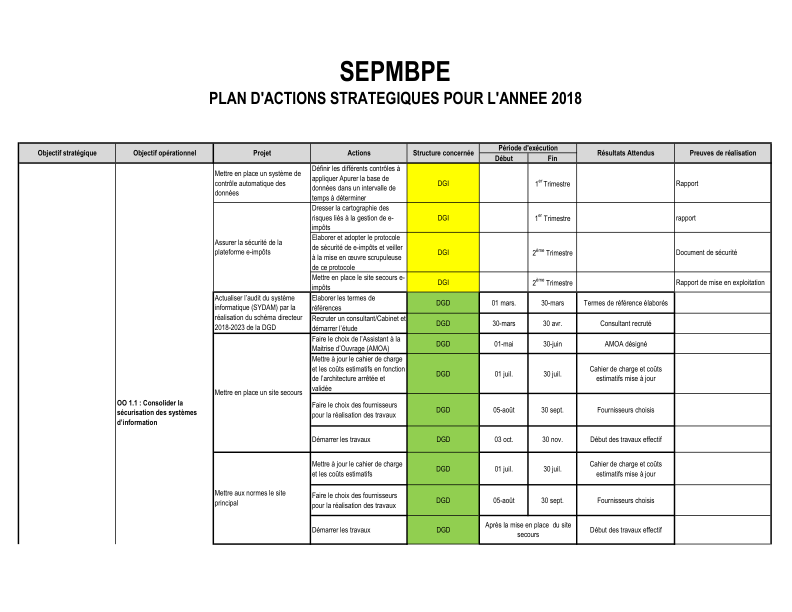 SEPMBPE
PLAN D'ACTIONS STRATEGIQUES POUR L'ANNEE 2018
Objectif stratégique
Objectif opérationnel
Projet
Actions
Structure concernée
Période d'exécution
Début
Fin
Résultats Attendus
Preuves de réalisation
OO 1.1 : Consolider la
sécurisation des systèmes
d'information
Mettre en place un système de
contrôle automatique des
données
Définir les différents contrôles à
appliquer Apurer la base de
données dans un intervalle de
temps à déterminer
DGI
1er Trimestre
Rapport
Assurer la sécurité de la
plateforme e-impôts
Dresser la cartographie des
risques liés à la gestion de e-
impôts
DGI
1er Trimestre
rapport
Elaborer et adopter le protocole
de sécurité de e-impôts et veiller
à la mise en œuvre scrupuleuse
de ce protocole
DGI
2ème Trimestre
Document de sécurité
Mettre en place le site secours e-
impôts
DGI
2ème Trimestre
Rapport de mise en exploitation
Actualiser l'audit du système
informatique (SYDAM) par la
réalisation du schéma directeur
2018-2023 de la DGD
Elaborer les termes de
références
DGD
01 mars.
30-mars
Termes de référence élaborés
Recruter un consultant/Cabinet et
démarrer l'étude
DGD
30-mars
30 avr.
Consultant recruté
Mettre en place un site secours
Faire le choix de l'Assistant à la
Maitrise d'Ouvrage (AMOA)
DGD
01-mai
30-juin
AMOA désigné
Mettre à jour le cahier de charge
et les coûts estimatifs en fonction
de l'architecture arrêtée et
validée
DGD
01 juil.
30 juil.
Cahier de charge et coûts
estimatifs mise à jour
Faire le choix des fournisseurs
pour la réalisation des travaux
DGD
05-août
30 sept.
Fournisseurs choisis
Démarrer les travaux
DGD
03 oct.
30 nov.
Début des travaux effectif
Mettre aux normes le site
principal
Mettre à jour le cahier de charge
et les coûts estimatifs
DGD
01 juil.
30 juil.
Cahier de charge et coûts
estimatifs mise à jour
Faire le choix des fournisseurs
pour la réalisation des travaux
DGD
05-août
30 sept.
Fournisseurs choisis
Démarrer les travaux
DGD
Après la mise en place du site
secours
Début des travaux effectif